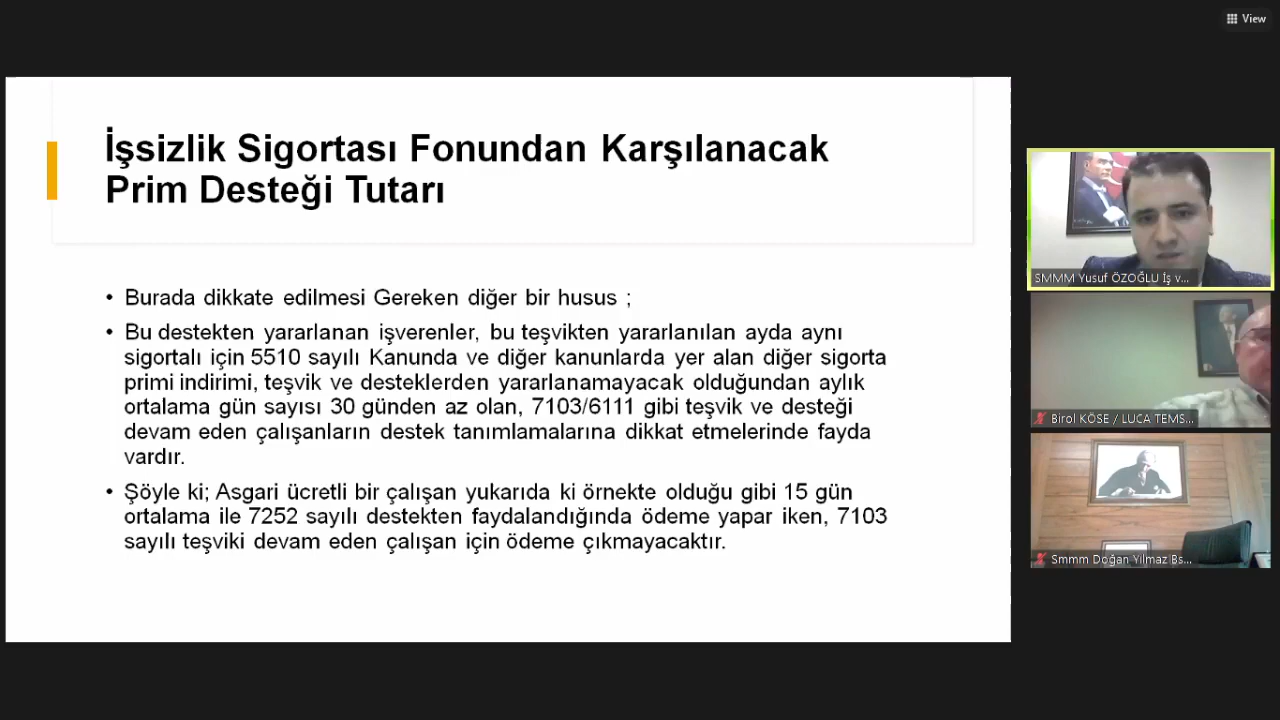 View
İşsizlik Sigortası Fonundan Karşılanacak
Prim Desteği Tutarı
• Burada dikkate edilmesi Gereken diğer bir husus ;
• Bu destekten yararlanan işverenler, bu teşvikten yararlanılan ayda aynı
sigortalı için 5510 sayılı Kanunda ve diğer kanunlarda yer alan diğer sigorta
primi indirimi, teşvik ve desteklerden yararlanamayacak olduğundan aylık
ortalama gün sayısı 30 günden az olan, 7103/6111 gibi teşvik ve desteği
devam eden çalışanların destek tanımlamalarına dikkat etmelerinde fayda
vardır.
• Şöyle ki; Asgari ücretli bir çalışan yukarıda ki örnekte olduğu gibi 15 gün
ortalama ile 7252 sayılı destekten faydalandığında ödeme yapar iken, 7103
sayılı teşviki devam eden çalışan için ödeme çıkmayacaktır.
SMMM Yusuf ÖZOĞLU İş v...
Birol KÖSE / LUCA TEMS...
Smmm Doğan Yılmaz Bs...